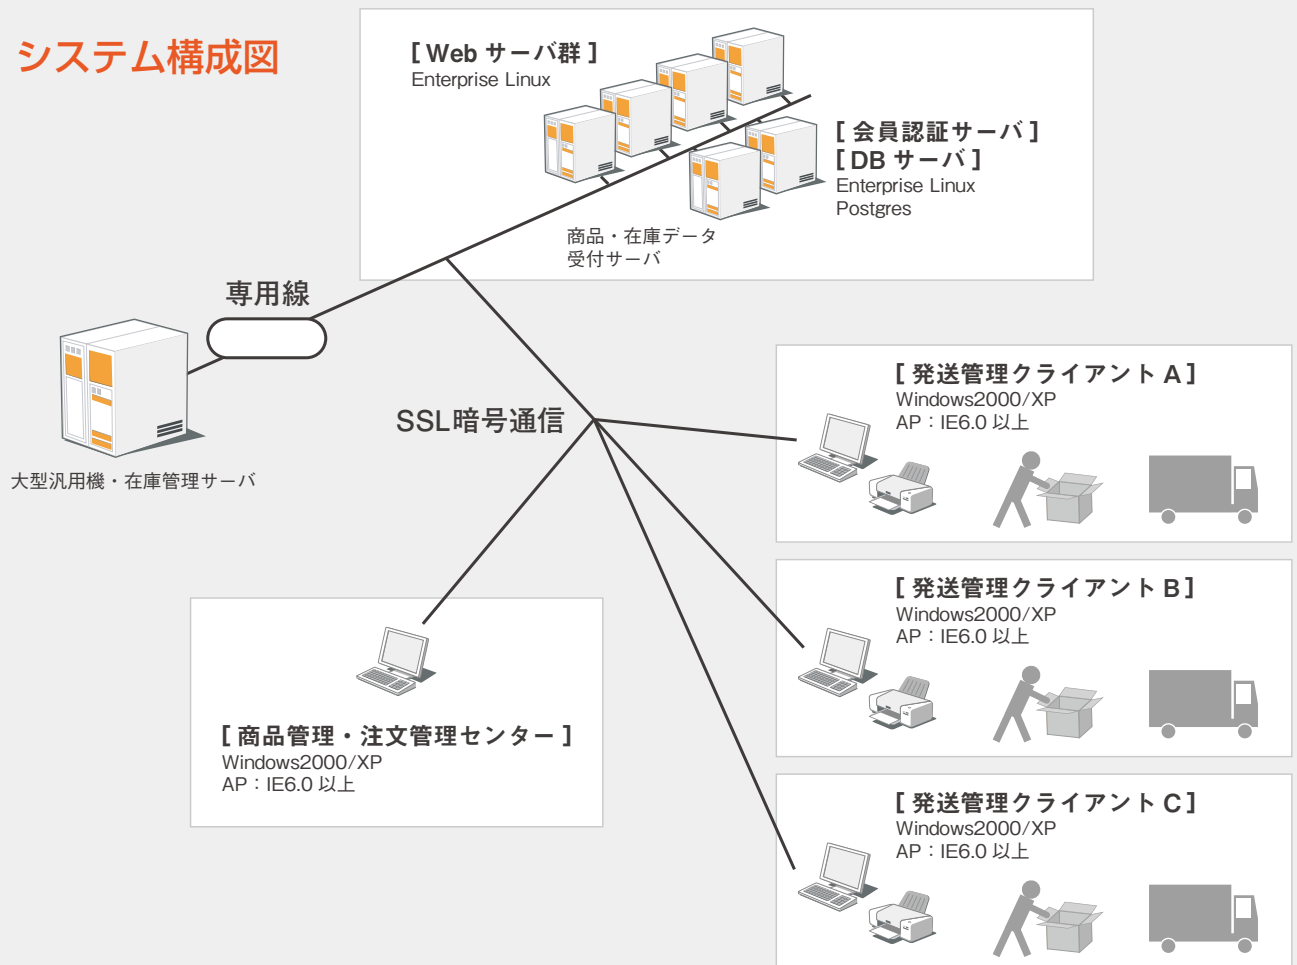 システム構成図
[ Web サーバ群 ]
Enterprise Linux
[ 会員認証サーバ ]
[ DB サーバ ]
Enterprise Linux
Postgres
商品・在庫データ
受付サーバ
専用線
大型汎用機・在庫管理サーバ
SSL暗号通信
[ 発送管理クライアント A ]
Windows2000/XP
AP：IE6.0 以上
[ 発送管理クライアント B ]
Windows2000/XP
AP：IE6.0 以上
[ 商品管理・注文管理センター ]
Windows2000/XP
AP：IE6.0 以上
[ 発送管理クライアント C ]
Windows2000/XP
AP：IE6.0 以上